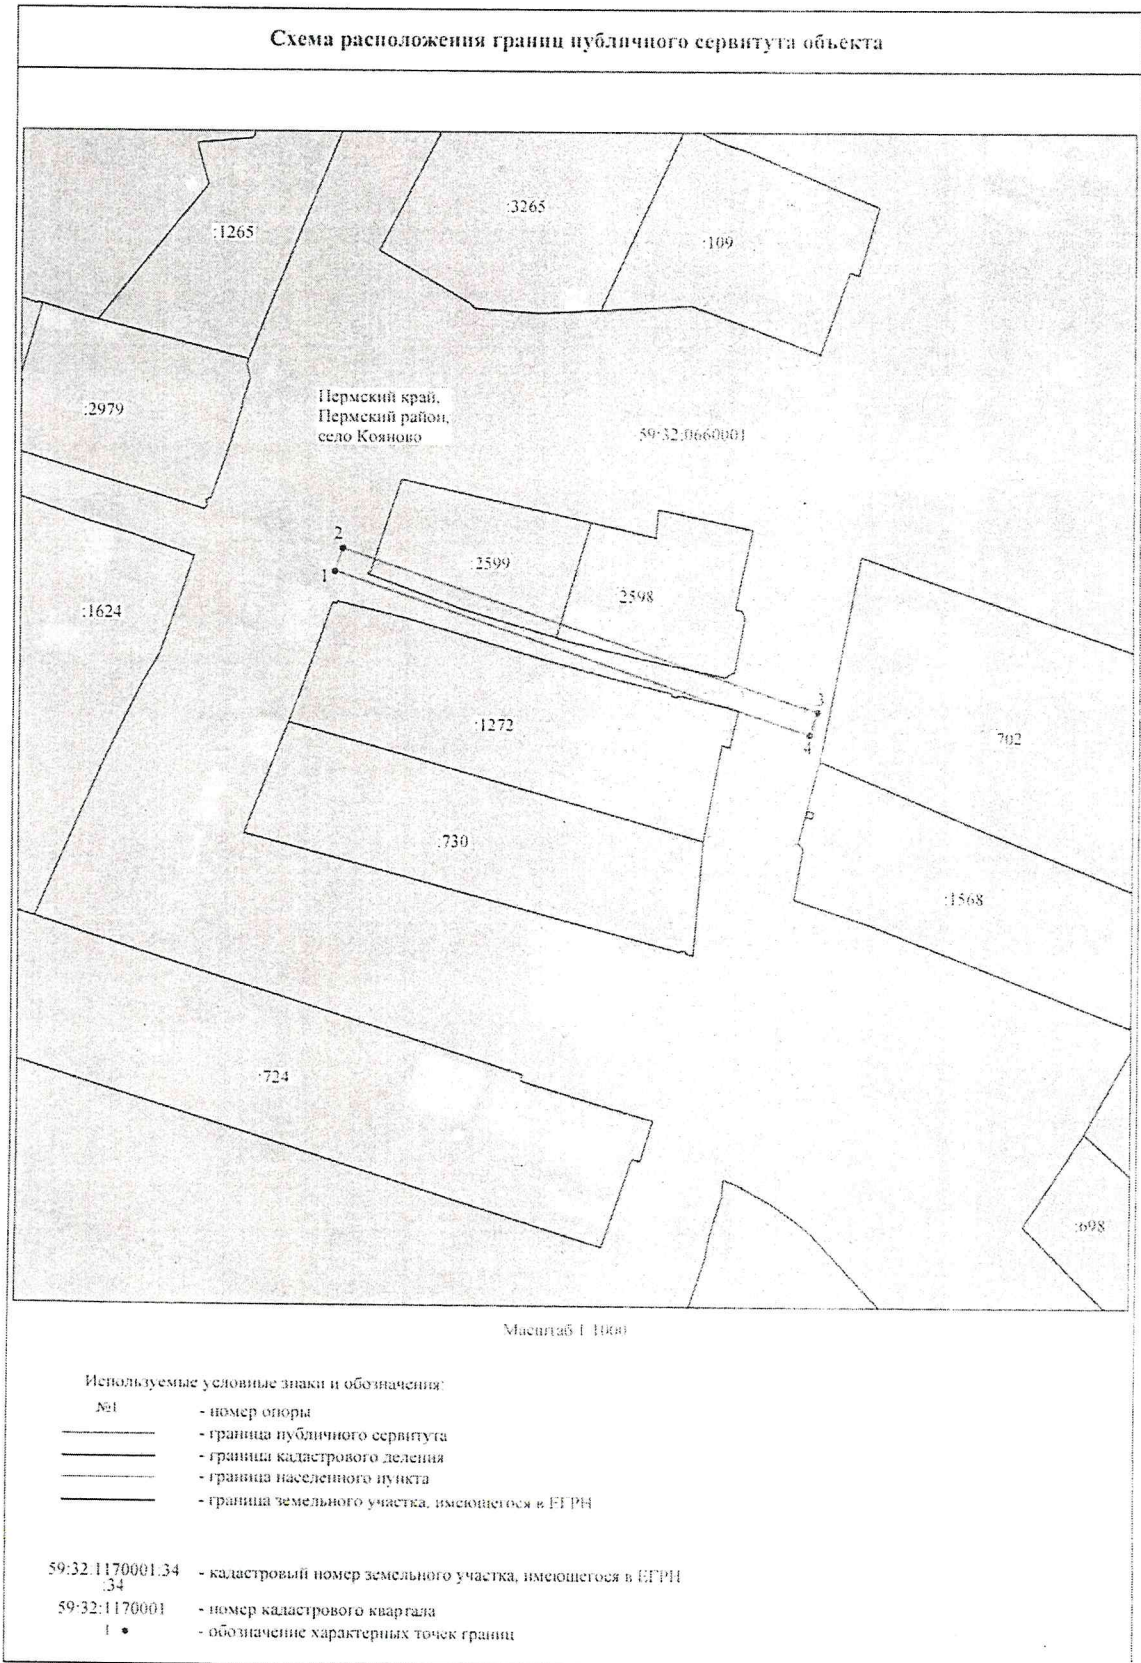 Схема расположения границ публичного сервитута объекта
:3265
:1265
:109
Пермский край,
Пермский район,
село Кояново
:2979
59:32:0660001
2
:2599
1
:2598
:1624
3
:1272
4
702
:730
:1568
:724
:698
Масштаб 1:1000
Используемые условные знаки и обозначения:
№1 - номер опоры
- граница публичного сервитута
- граница кадастрового деления
- граница населенного пункта
- граница земельного участка, имеющегося в ЕГРН
59:32:1170001:34 - кадастровый номер земельного участка, имеющегося в ЕГРН
:34
59:32:1170001 - номер кадастрового квартала
1 • - обозначение характерных точек границ